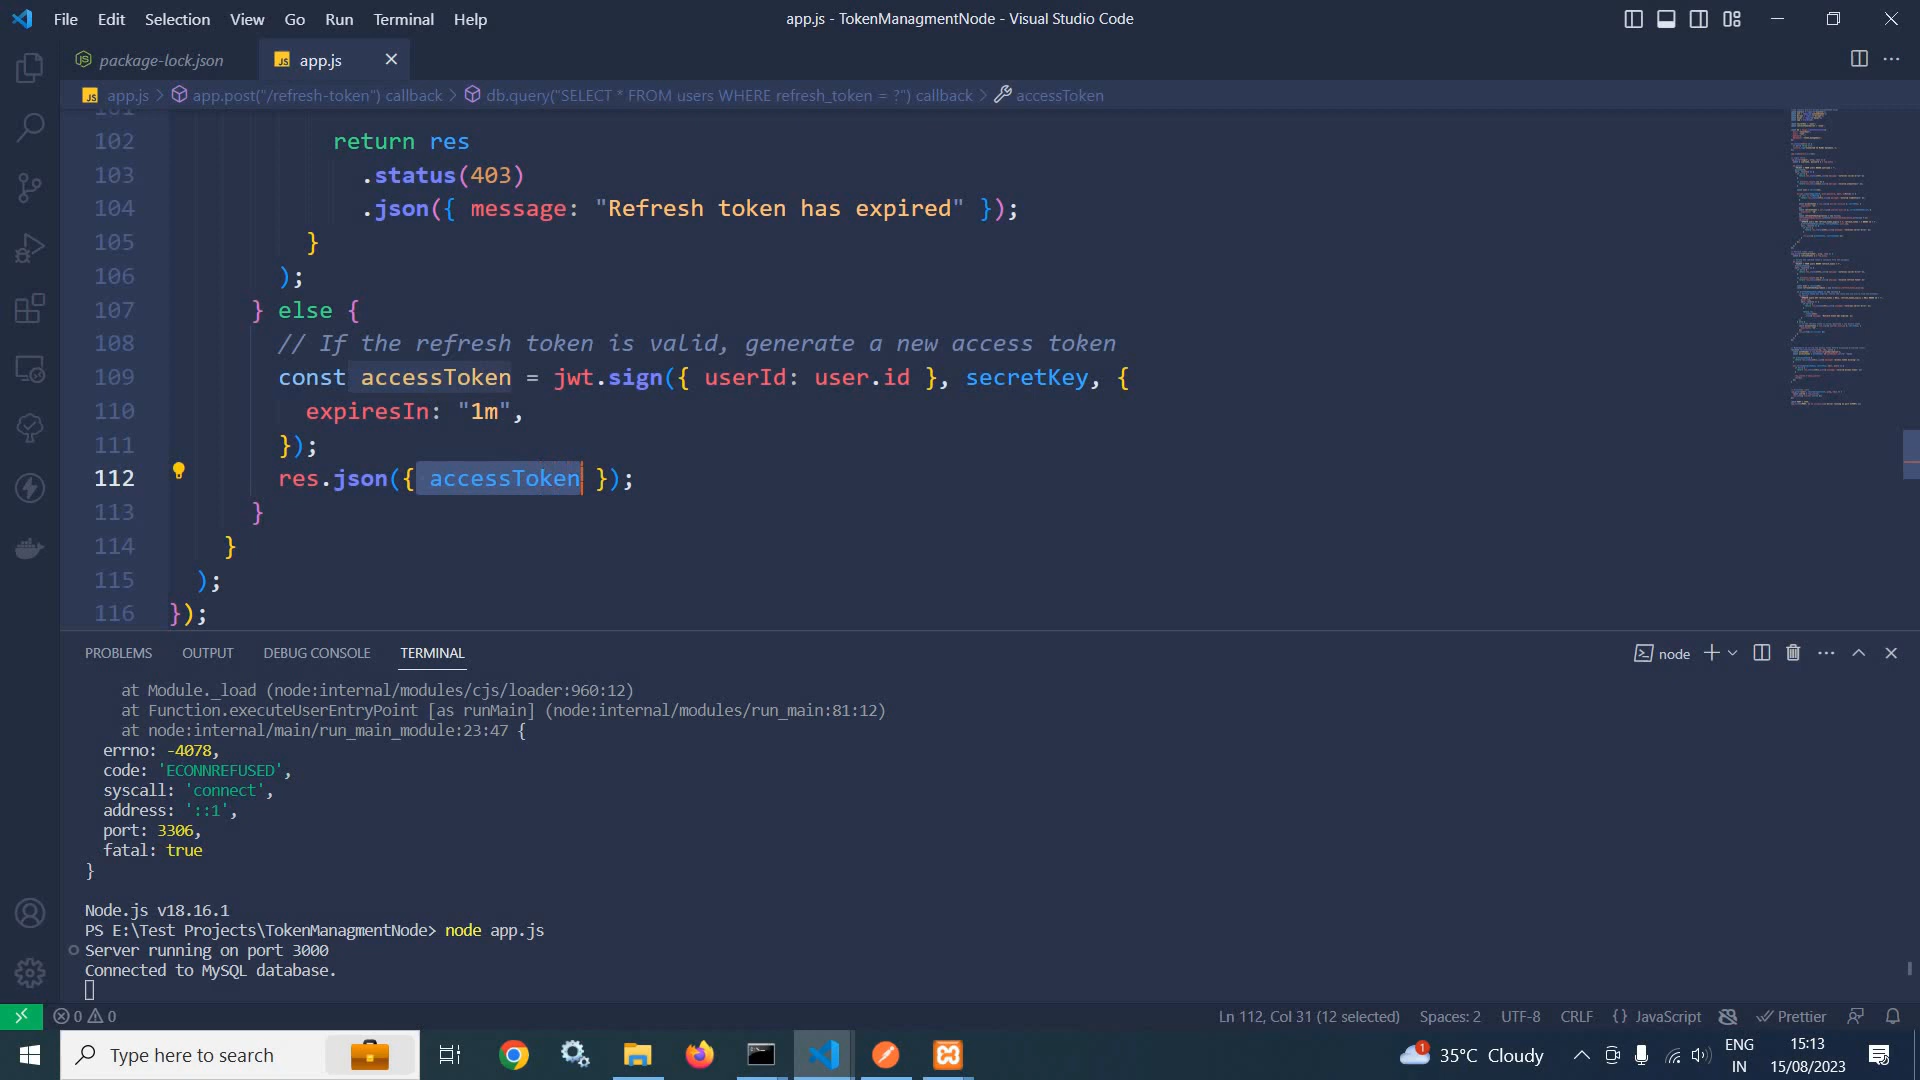 File Edit Selection View Go Run Terminal Help
app.js - TokenManagmentNode - Visual Studio Code
package-lock.json
JS app.js
JS app.js > app.post("/refresh-token") callback > db.query("SELECT * FROM users WHERE refresh_token = ?") callback > accessToken
101
102 return res
103 .status(403)
104 .json({ message: "Refresh token has expired" });
105 }
106 );
107 } else {
108 // If the refresh token is valid, generate a new access token
109 const accessToken = jwt.sign({ userId: user.id }, secretKey, {
110 expiresIn: "1m",
111 });
112 res.json({ accessToken });
113 }
114 }
115 );
116 });
PROBLEMS OUTPUT DEBUG CONSOLE TERMINAL
node
at Module._load (node:internal/modules/cjs/loader:960:12)
at Function.executeUserEntryPoint [as runMain] (node:internal/modules/run_main:81:12)
at node:internal/main/run_main_module:23:47 {
errno: -4078,
code: 'ECONNREFUSED',
syscall: 'connect',
address: '::1',
port: 3306,
fatal: true
}
Node.js v18.16.1
PS E:\Test Projects\TokenManagmentNode> node app.js
Server running on port 3000
Connected to MySQL database.
0 0
Ln 112, Col 31 (12 selected) Spaces: 2 UTF-8 CRLF {} JavaScript Prettier
Type here to search
1
35°C Cloudy
ENG
IN
15:13
15/08/2023